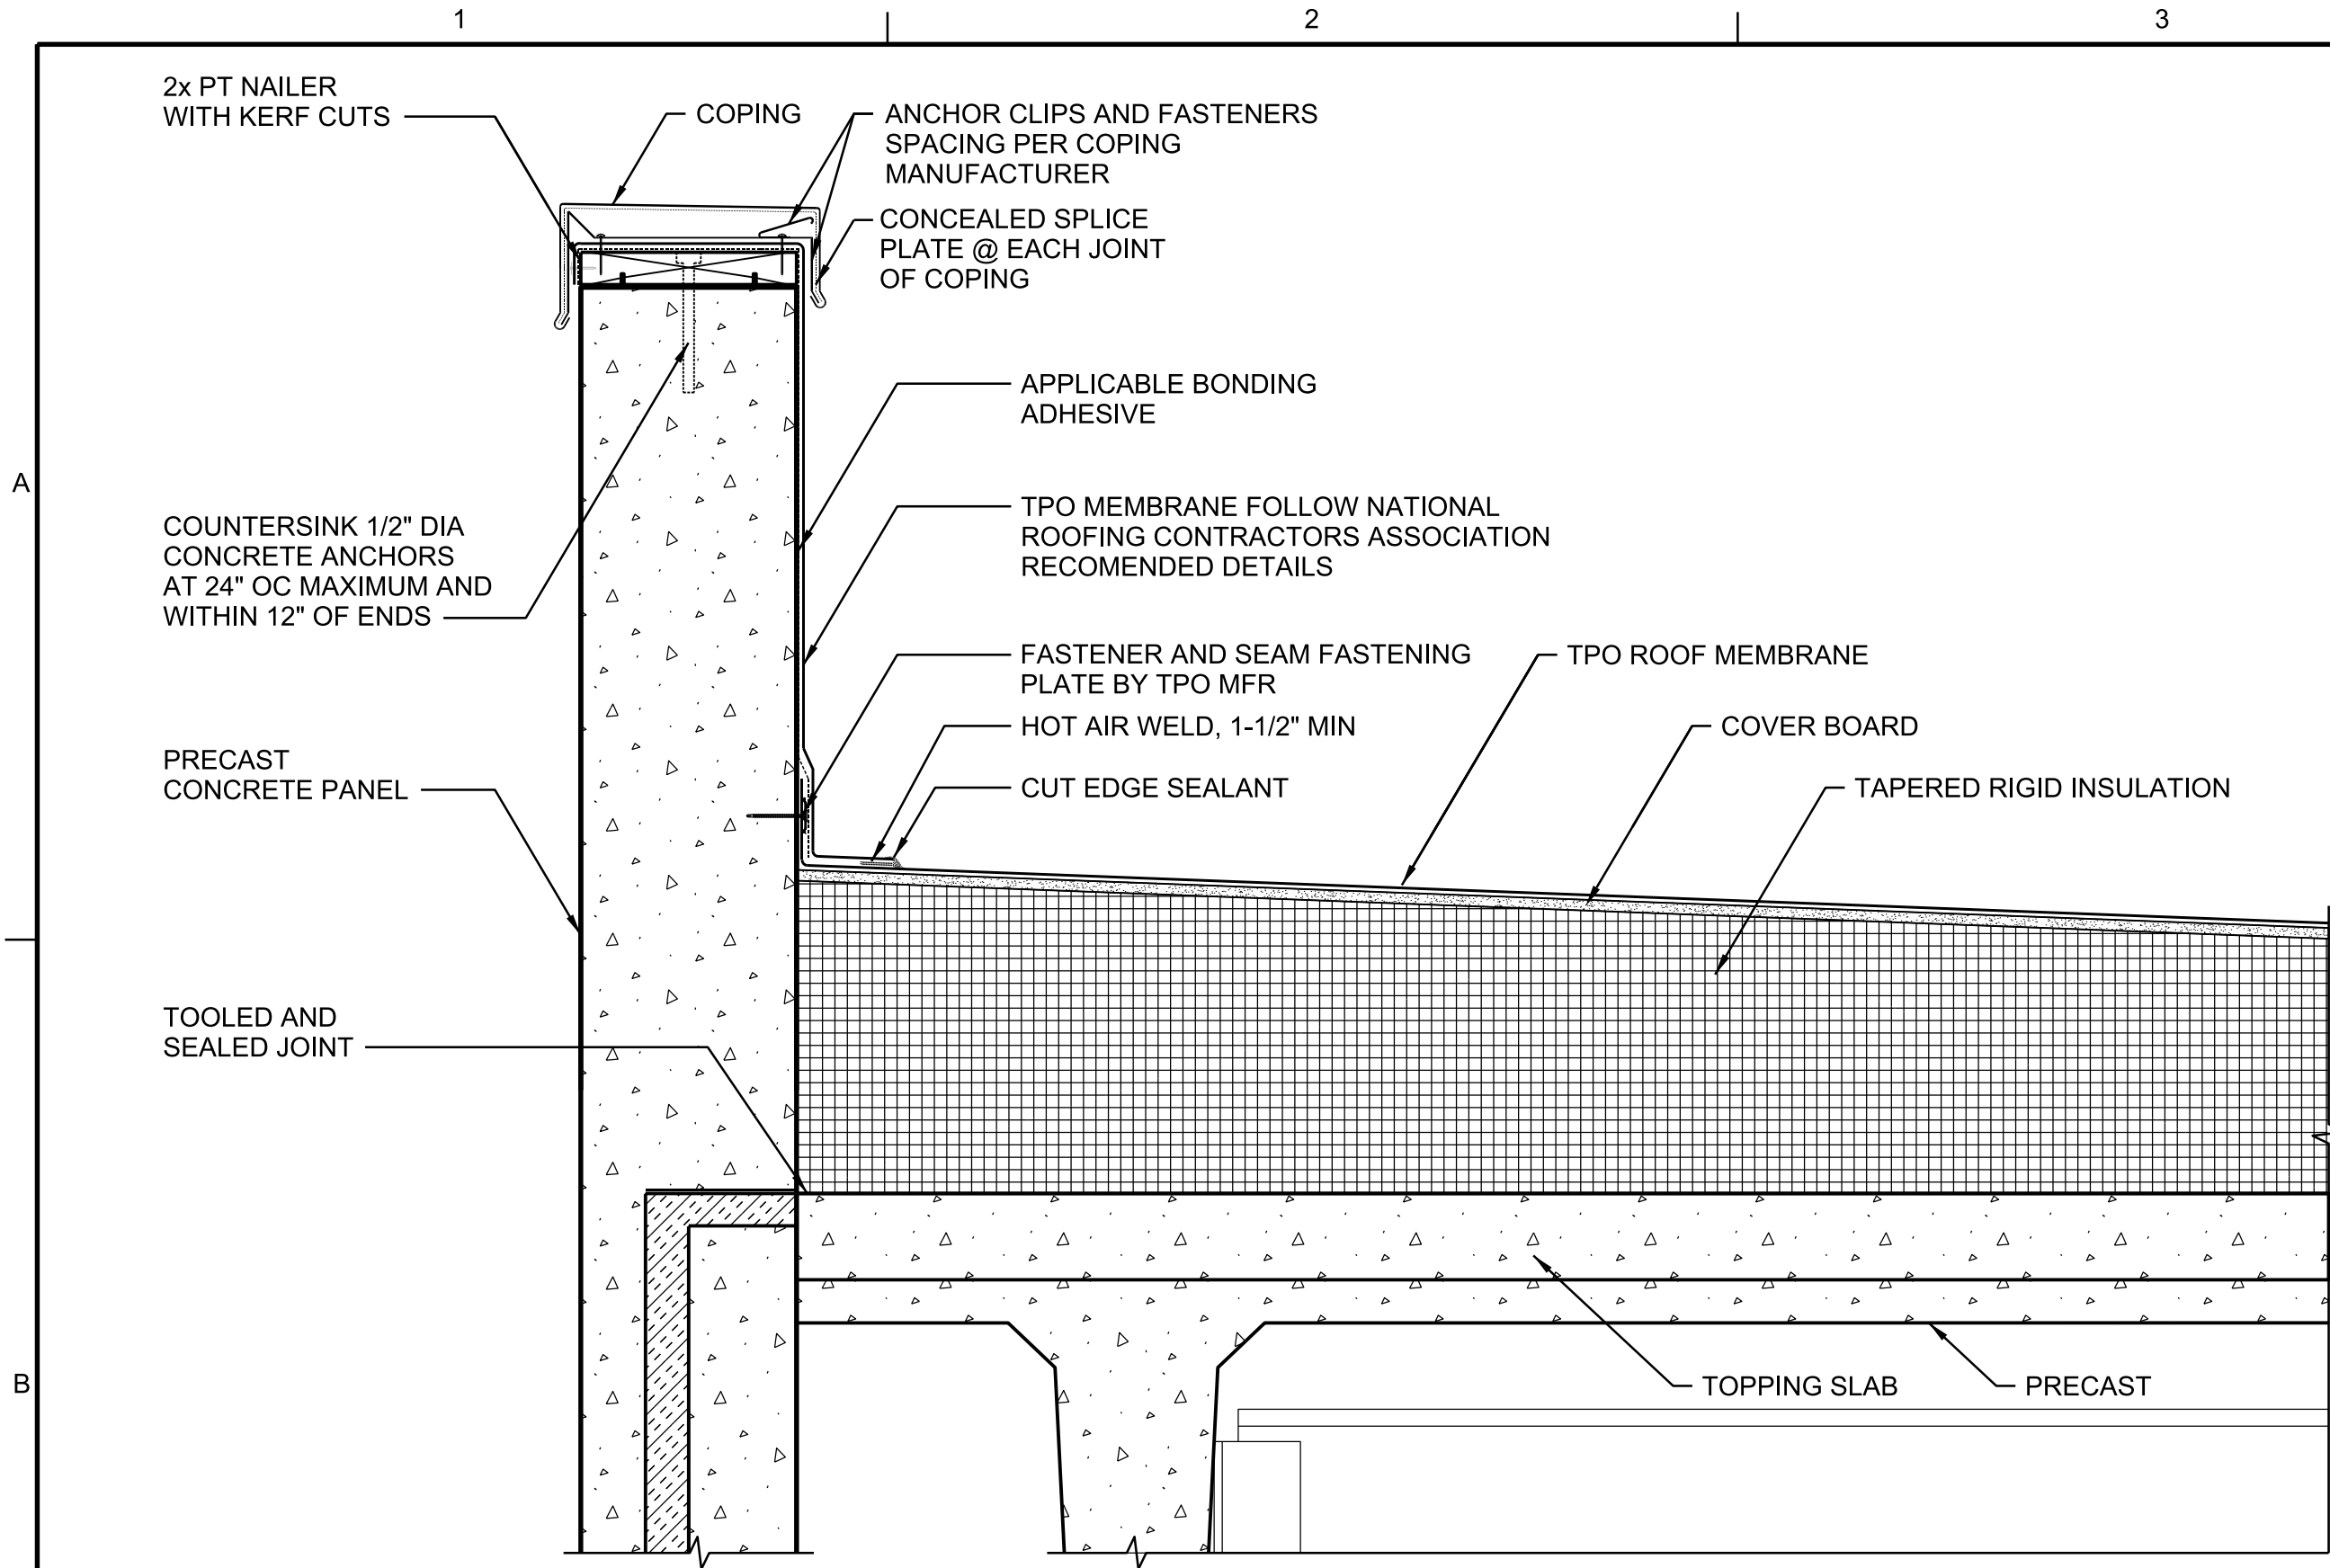 1
2
3
2x PT NAILER
WITH KERF CUTS
COPING
ANCHOR CLIPS AND FASTENERS
SPACING PER COPING
MANUFACTURER
CONCEALED SPLICE
PLATE @ EACH JOINT
OF COPING
APPLICABLE BONDING
ADHESIVE
A
COUNTERSINK 1/2" DIA
CONCRETE ANCHORS
AT 24" OC MAXIMUM AND
WITHIN 12" OF ENDS
TPO MEMBRANE FOLLOW NATIONAL
ROOFING CONTRACTORS ASSOCIATION
RECOMENDED DETAILS
FASTENER AND SEAM FASTENING
PLATE BY TPO MFR
TPO ROOF MEMBRANE
HOT AIR WELD, 1-1/2" MIN
COVER BOARD
PRECAST
CONCRETE PANEL
CUT EDGE SEALANT
TAPERED RIGID INSULATION
TOOLED AND
SEALED JOINT
B
TOPPING SLAB
PRECAST